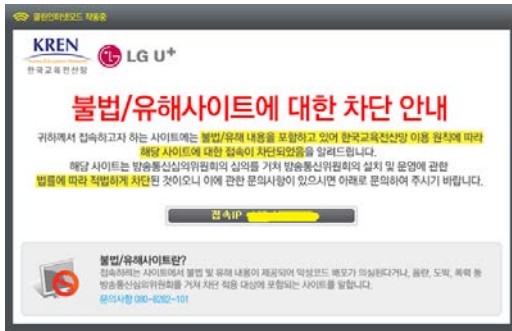 클린인터넷모드 작동중
KREN
한국교육전산망
LG U+
불법/유해사이트에 대한 차단 안내
귀하께서 접속하고자 하는 사이트에는 불법/유해 내용을 포함하고 있어 한국교육전산망 이용 원칙에 따라
해당 사이트에 대한 접속이 차단되었음을 알려드립니다.
해당 사이트는 방송통신심의위원회의 심의를 거쳐 방송통신위원회의 설치 및 운영에 관한
법률에 따라 적법하게 차단된 것이오니 이에 관한 문의사항이 있으시면 아래로 문의하여 주시기 바랍니다.
접속IP
불법/유해사이트란?
접속하려는 사이트에서 불법 및 유해 내용이 제공되어 악성코드 배포가 의심된다거나, 음란, 도박, 폭력 등
방송통신심의위원회를 거쳐 차단 적용 대상에 포함되는 사이트를 말합니다.
문의사항 080-8282-101